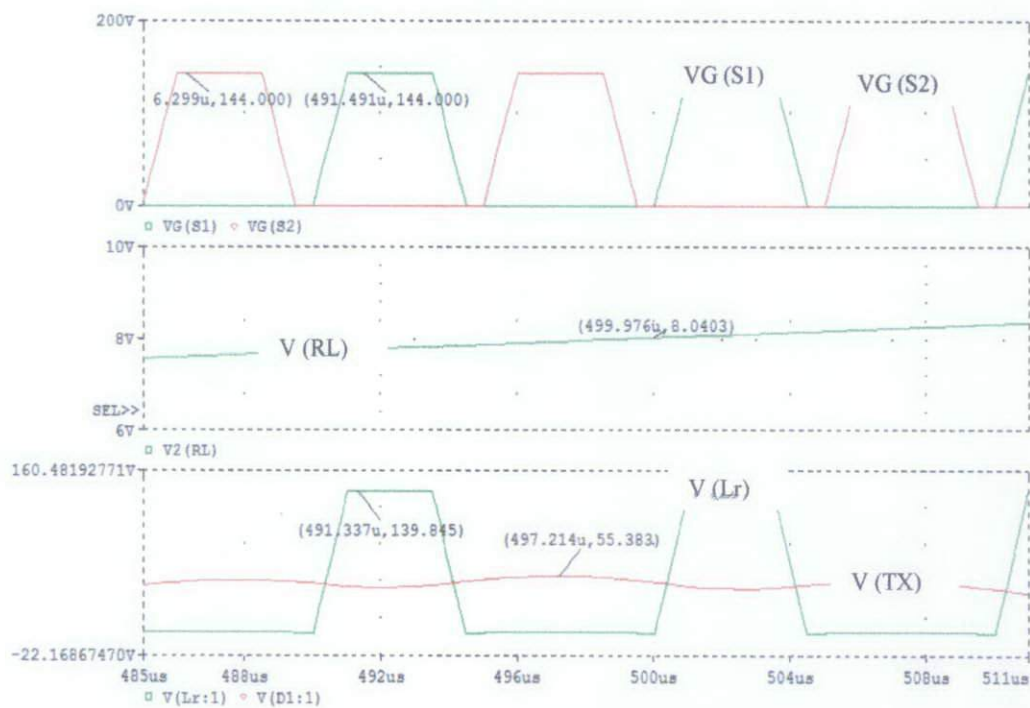 200V
VG (S1)
VG (S2)
6.299u,144.000)
(491.491u,144.000)
0V
VG(S1) VG(S2)
10V
(499.976u,8.0403)
8V
V (RL)
SEL>>
6V
V2(RL)
160.48192771V
V (Lr)
(491.337u,139.845)
(497.214u,55.383)
V (TX)
-22.16867470V
485us 488us 492us 496us 500us 504us 508us 511us
V(Lr:1) V(D1:1)